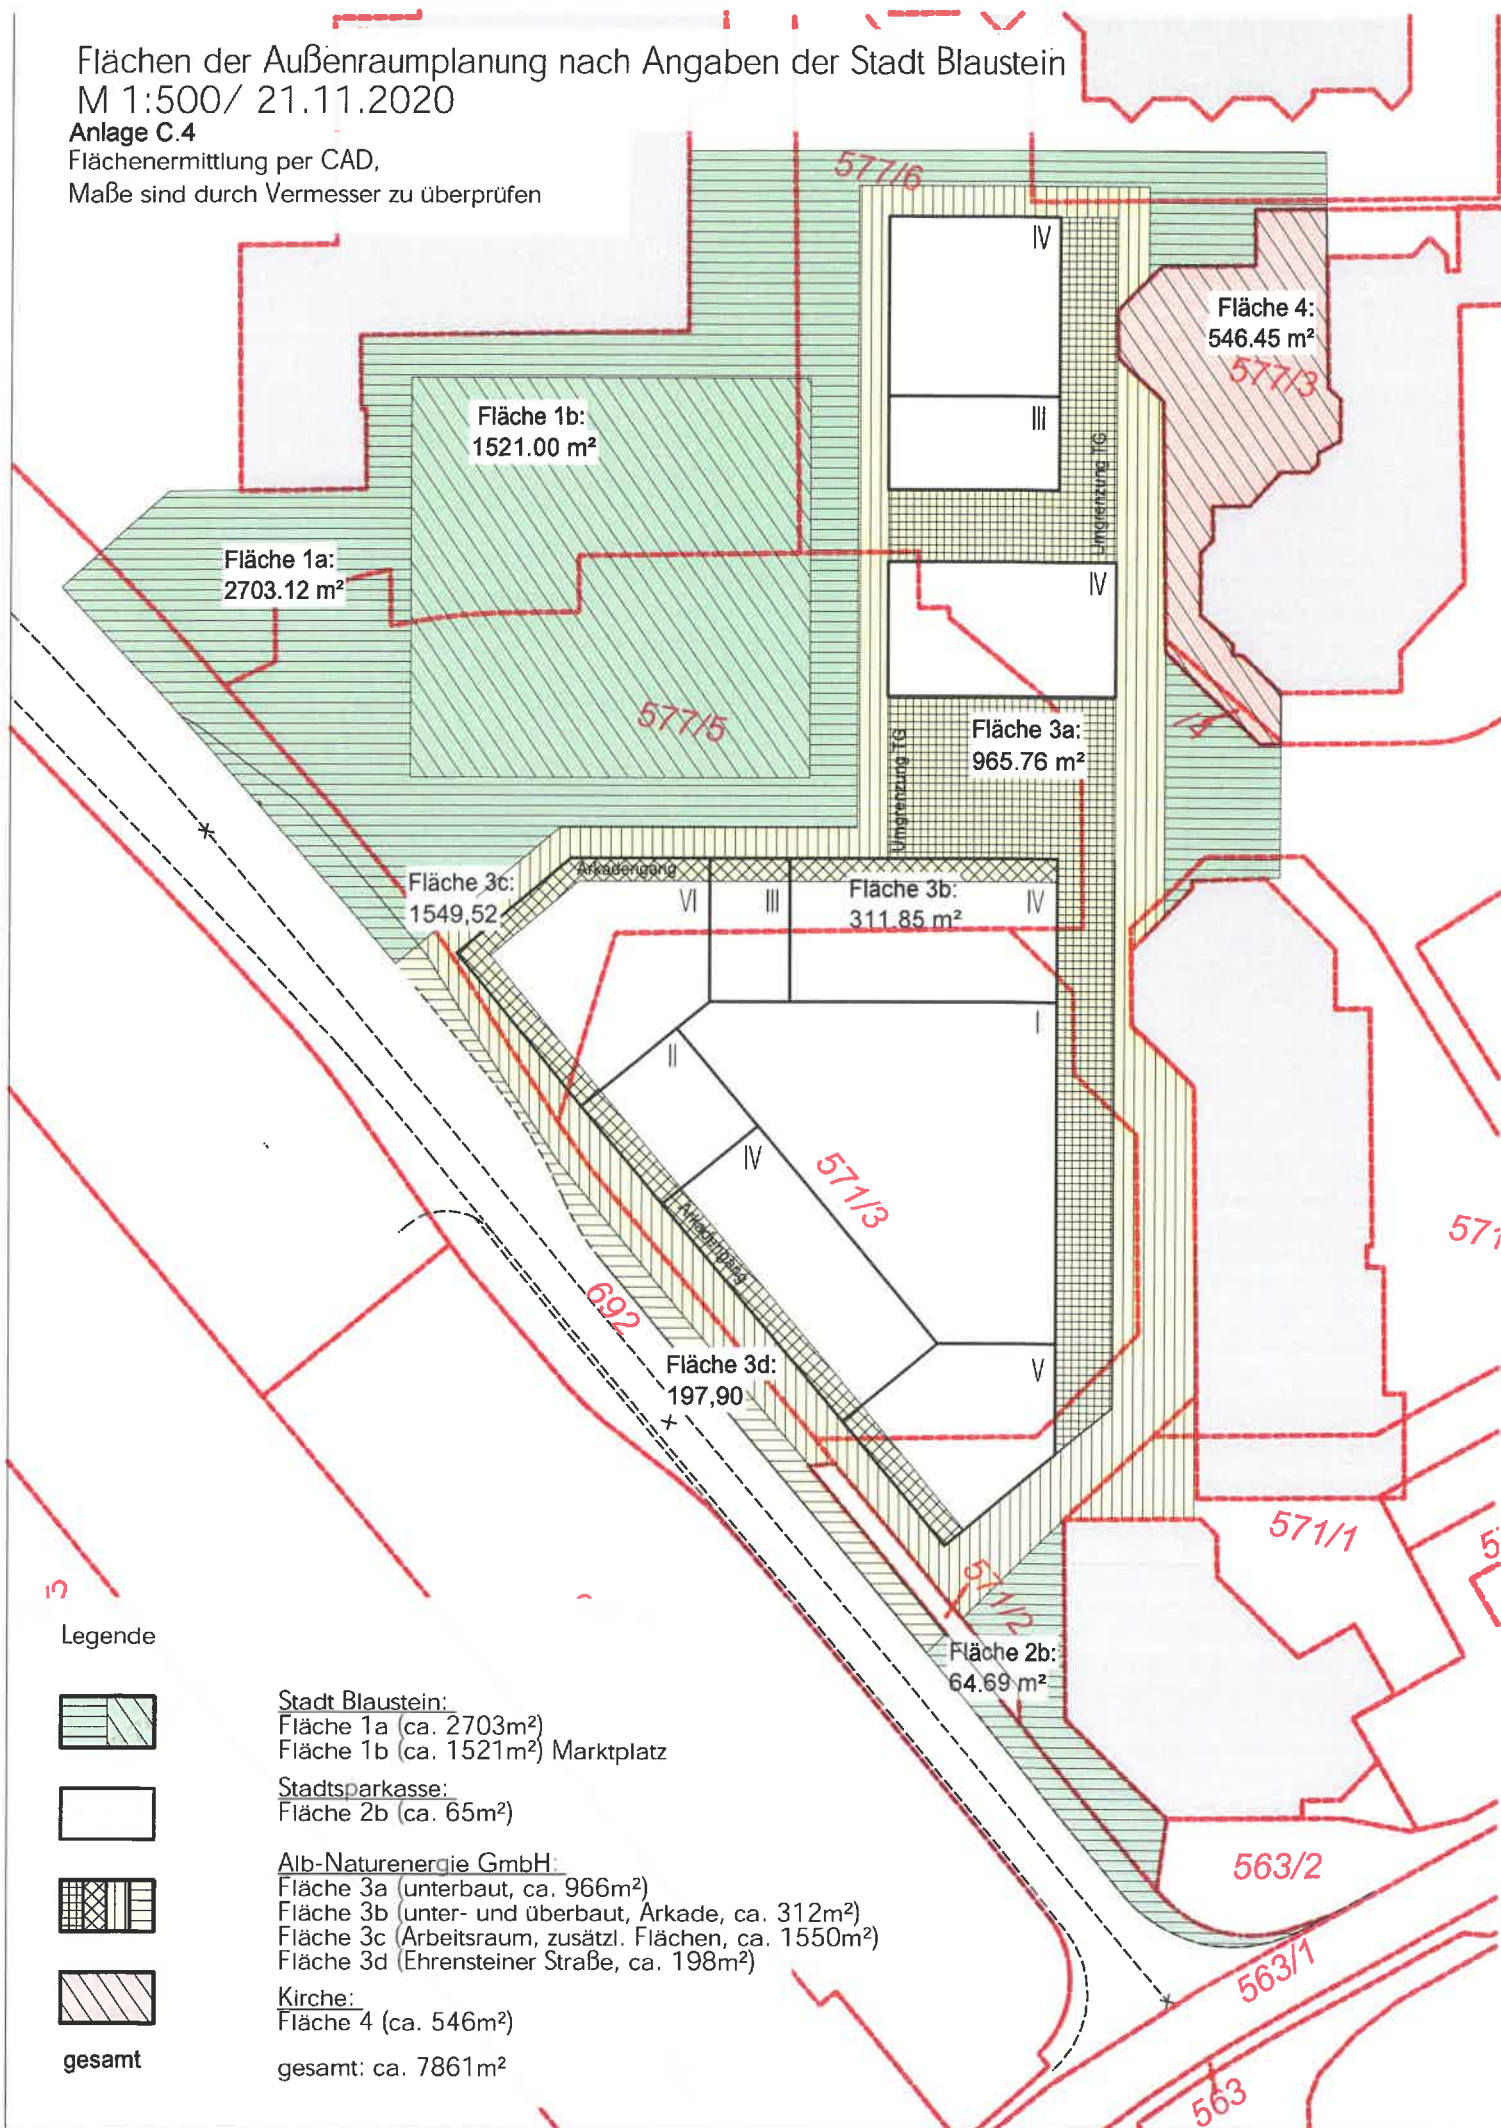 Flächen der Außenraumplanung nach Angaben der Stadt Blaustein
M 1:500/ 21.11.2020
Anlage C.4
Flächenermittlung per CAD,
Maße sind durch Vermesser zu überprüfen
577/6
IV
Fläche 4:
546.45 m²
577/3
Fläche 1b:
1521.00 m²
III
Umgrenzung TG
Fläche 1a:
2703.12 m²
IV
577/5
Fläche 3a:
965.76 m²
Umgrenzung TG
Arkadengang
Fläche 3c:
1549,52
VI
III
Fläche 3b:
311.85 m²
IV
I
II
IV
571/3
571
Arkadengang
692
Fläche 3d:
197,90
V
571/1
571/2
Fläche 2b:
64.69 m²
563/2
563/1
563
Legende
Stadt Blaustein:
Fläche 1a (ca. 2703m²)
Fläche 1b (ca. 1521m²) Marktplatz
Stadtsparkasse:
Fläche 2b (ca. 65m²)
Alb-Naturenergie GmbH:
Fläche 3a (unterbaut, ca. 966m²)
Fläche 3b (unter- und überbaut, Arkade, ca. 312m²)
Fläche 3c (Arbeitsraum, zusätzl. Flächen, ca. 1550m²)
Fläche 3d (Ehrensteiner Straße, ca. 198m²)
Kirche:
Fläche 4 (ca. 546m²)
gesamt
gesamt: ca. 7861m²